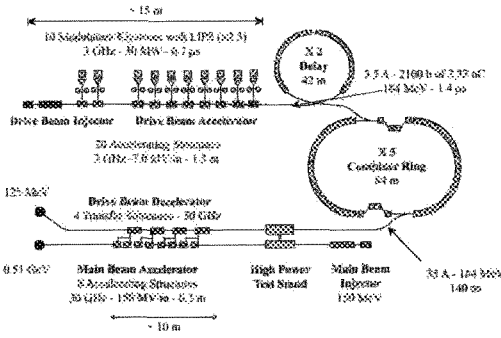 ~ 15 m
10 Modulator/Klystrons with LIPS (x2.3)
3 GHz - 30 MW - 6.7 µs
X 2
Delay
42 m
3.5 A - 2100 b of 2.33 nC
184 MeV - 1.4 µs
Drive Beam Injector
Drive Beam Accelerator
20 Accelerating Structures
3 GHz - 7.0 MV/m - 1.3 m
X 5
Combiner Ring
84 m
Drive Beam Decelerator
4 Transfer Structures - 30 GHz
125 MeV
0.51 GeV
Main Beam Accelerator
8 Accelerating Structures
30 GHz - 150 MV/m - 0.3 m
High Power
Test Stand
Main Beam
Injector
150 MeV
35 A - 184 MeV
140 ns
~ 10 m